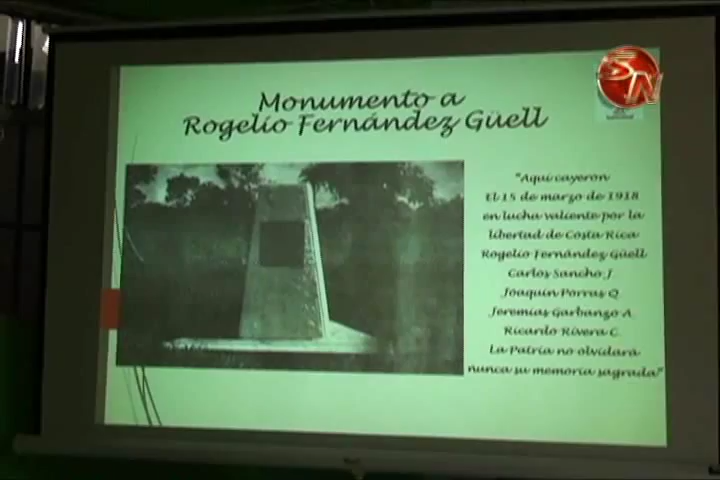 SN
Monumento a
Rogelio Fernández Güell
"Aquí cayeron
El 15 de marzo de 1918
en lucha valiente por la
libertad de Costa Rica
Rogelio Fernández Güell
Carlos Sancho J
Joaquín Porras Q
Jeremías Garbanzo A
Ricardo Rivera C
La Patria no olvidará
nunca su memoria sagrada"